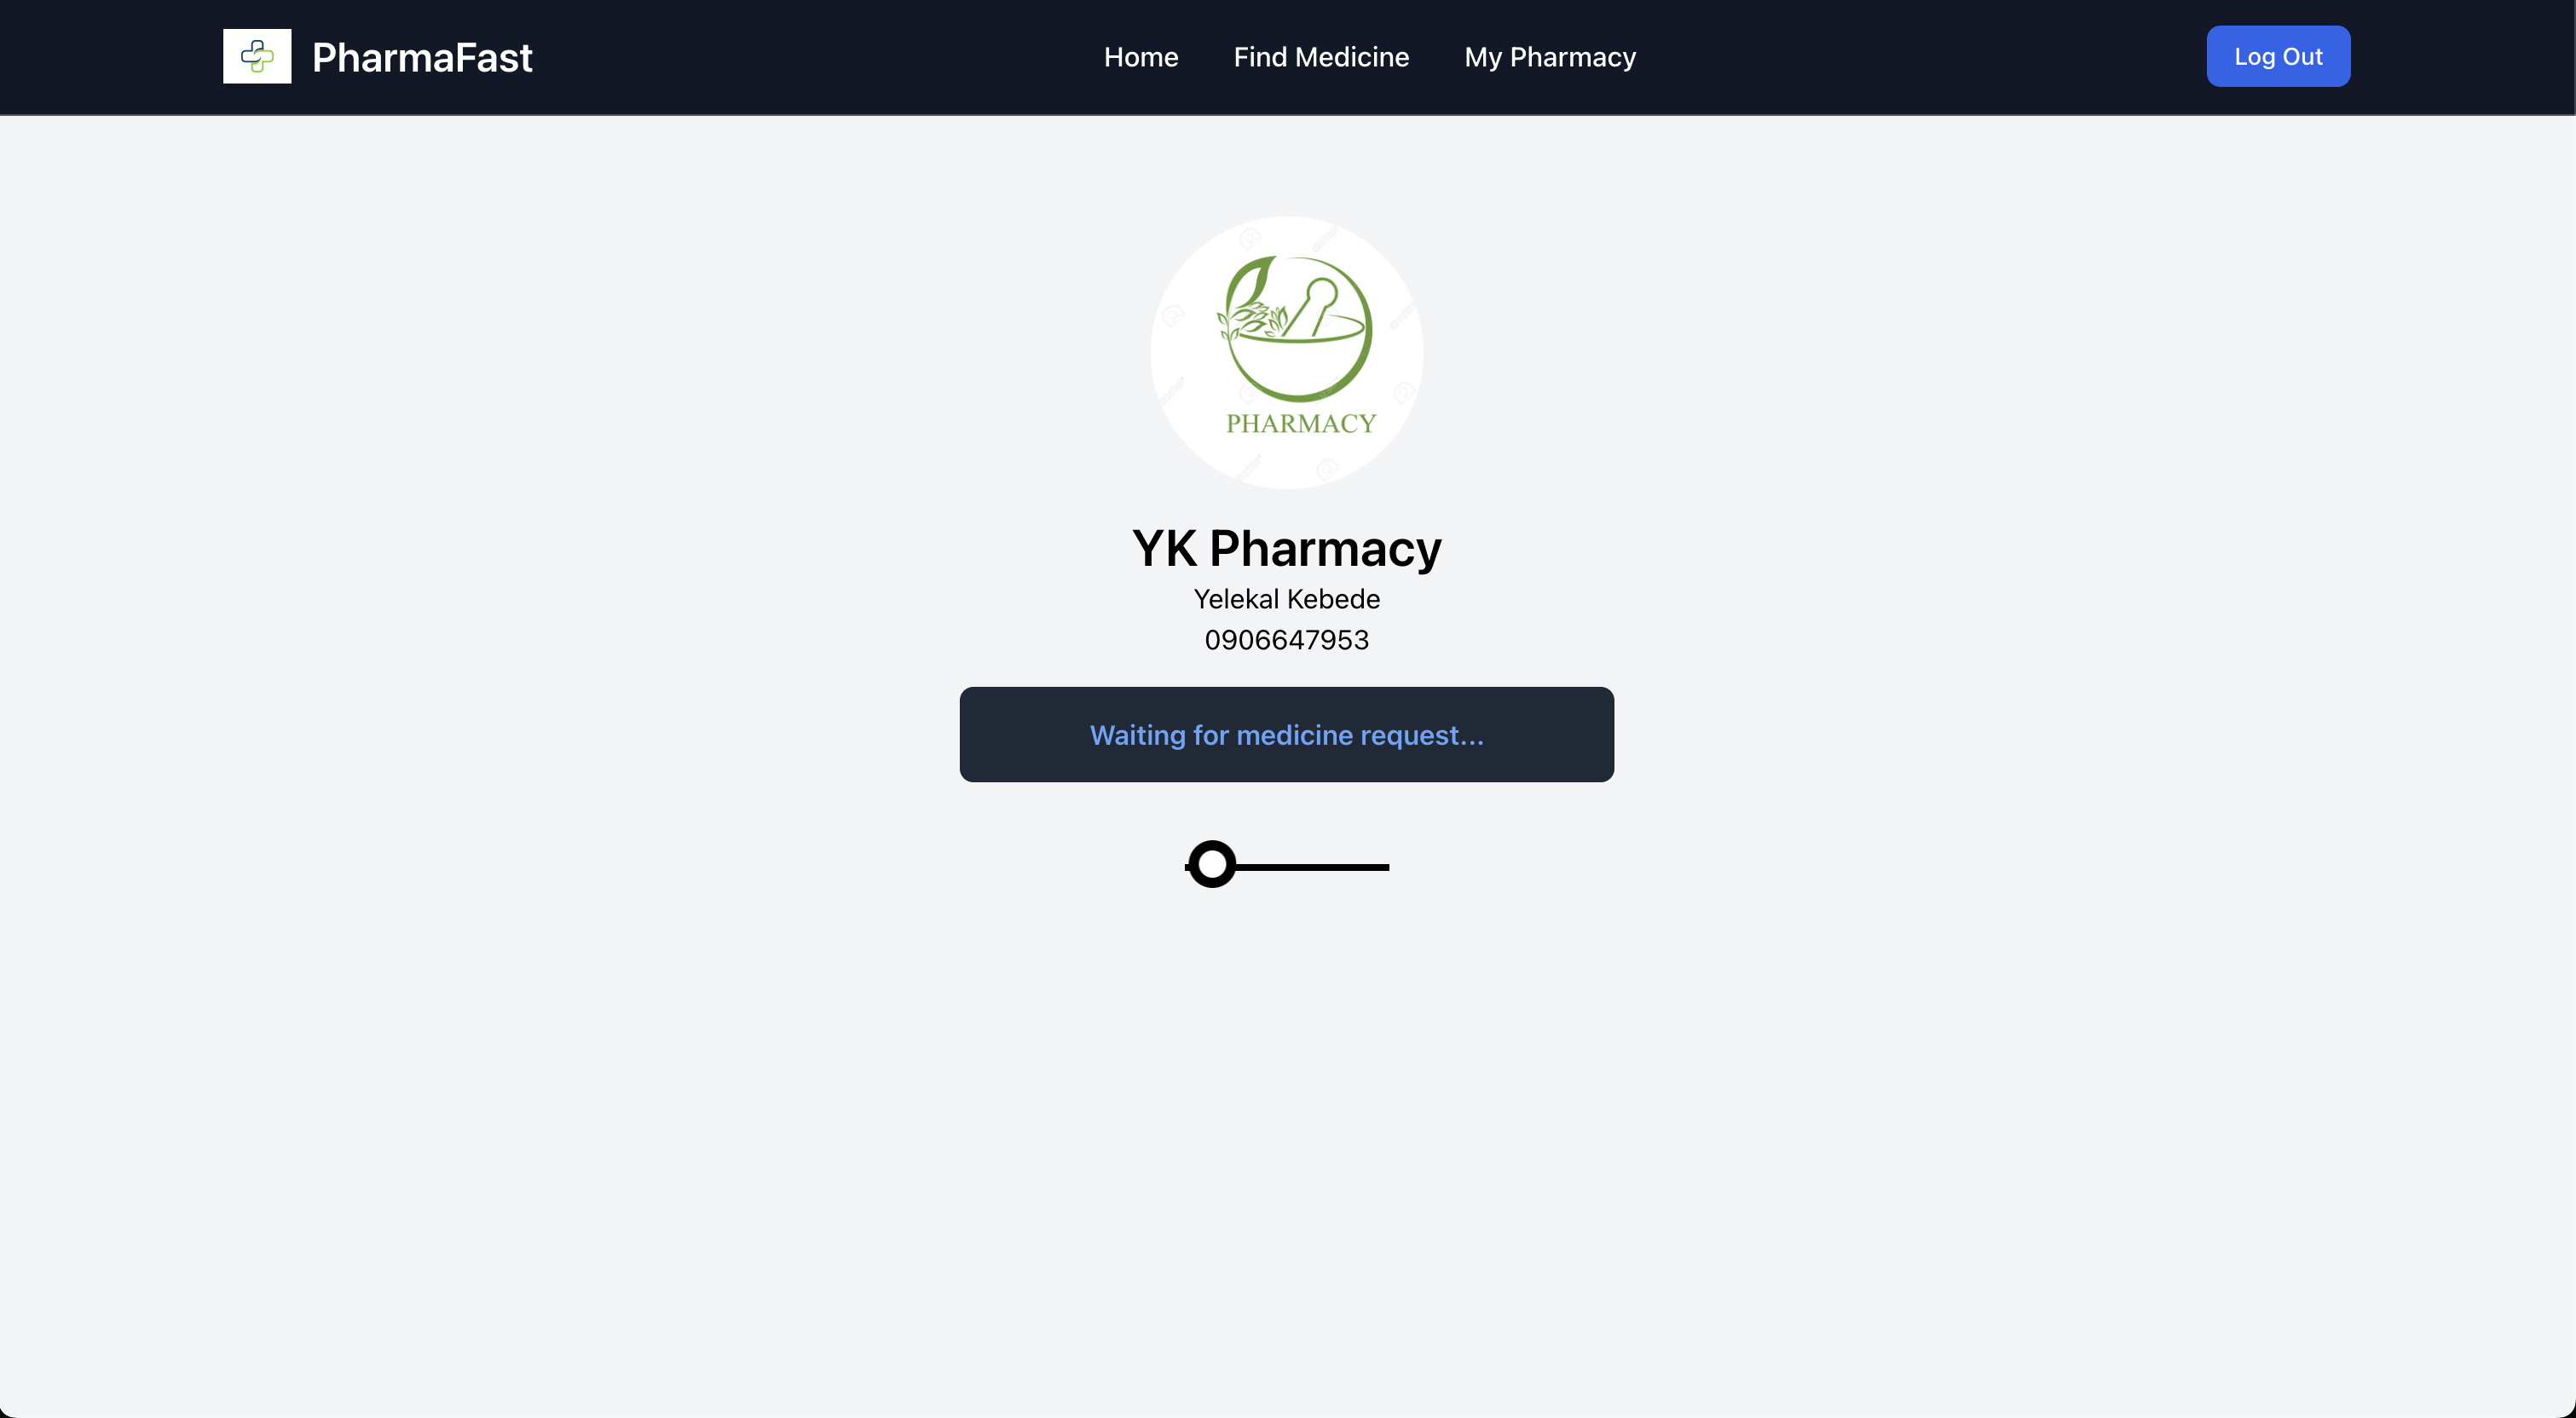 PharmaFast
Home
Find Medicine
My Pharmacy
Log Out
PHARMACY
YK Pharmacy
Yelekal Kebede
0906647953
Waiting for medicine request...